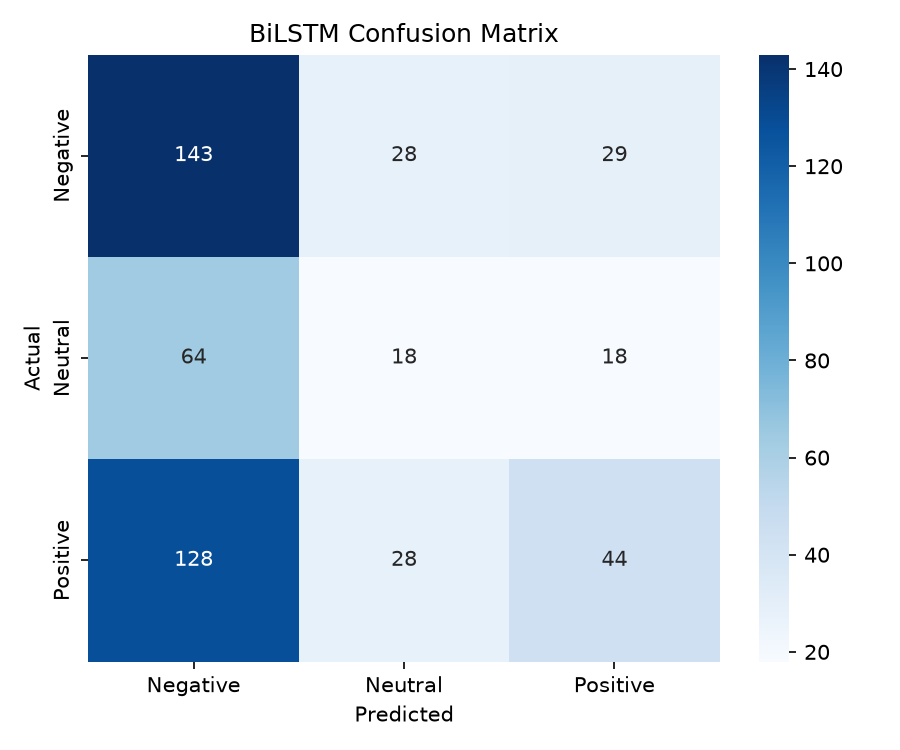 BiLSTM Confusion Matrix
Actual
Negative
143 28 29
Neutral
64 18 18
Positive
128 28 44
Negative Neutral Positive
Predicted
140
120
100
80
60
40
20